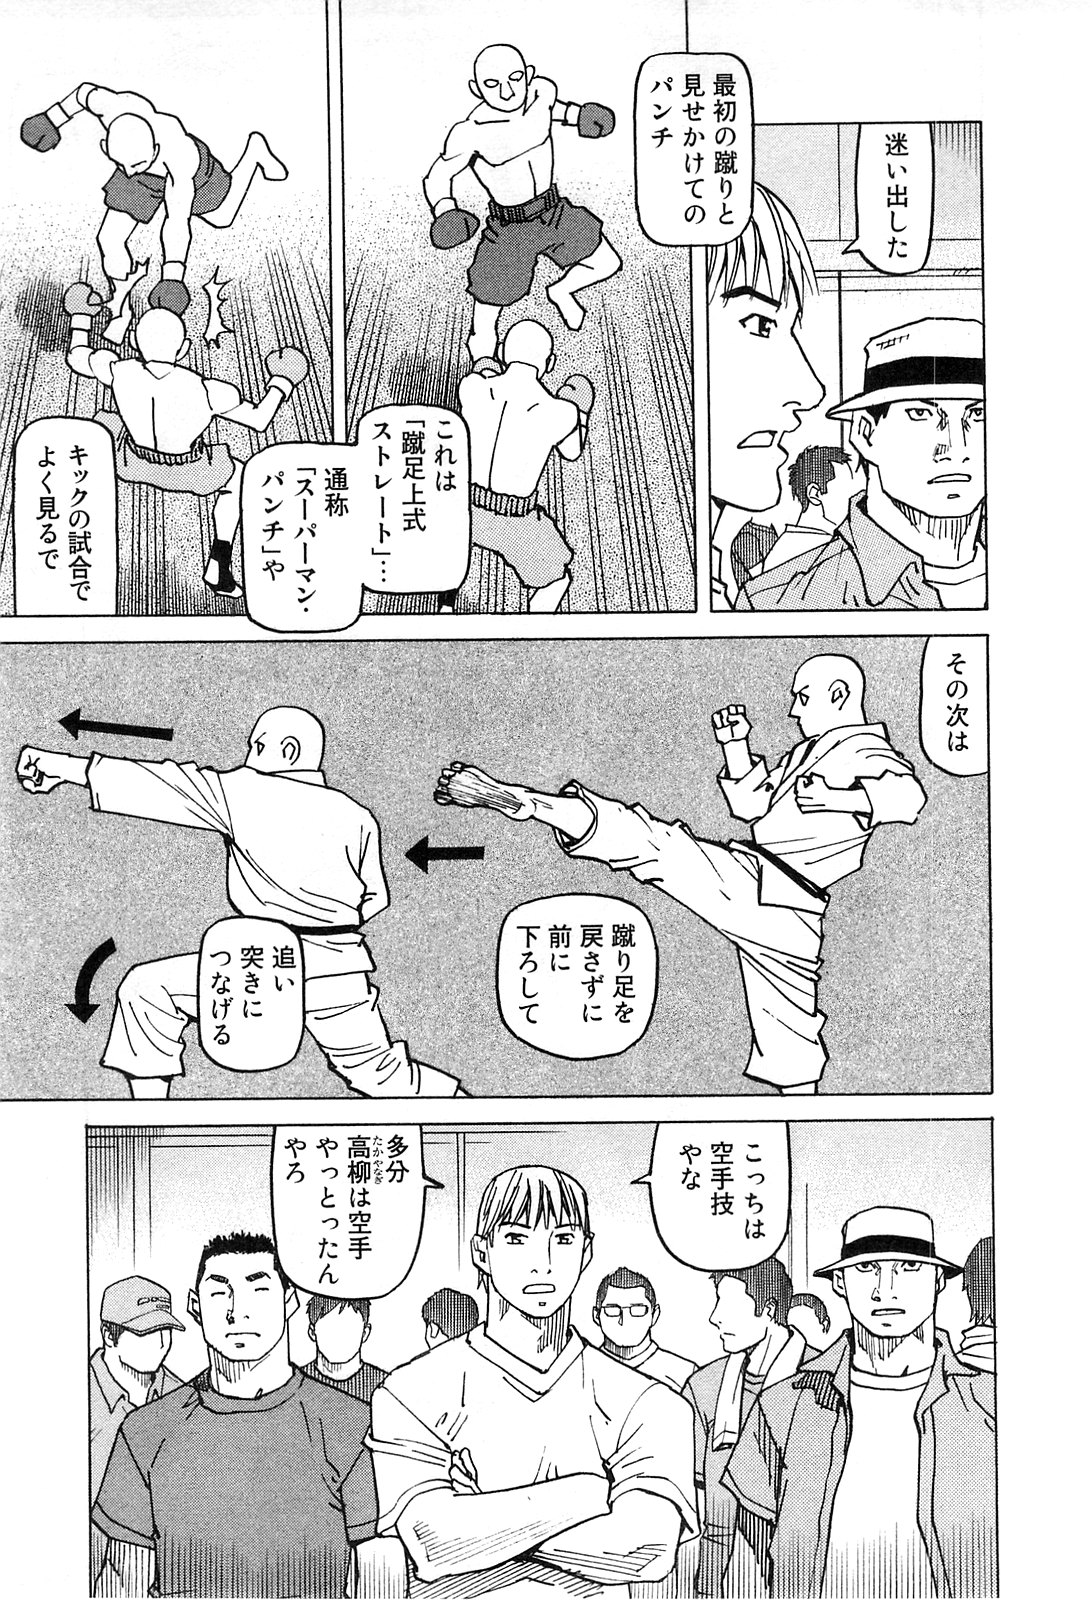 迷い出した
最初の蹴りと
見せかけての
パンチ
これは
「蹴足上式
ストレート」…
通称
「スーパーマン・
パンチ」や
キックの試合で
よく見るで
その次は
蹴り足を
戻さずに
前に
下ろして
追い
突きに
つなげる
こっちは
空手技
やな
多分
高柳は空手
たかやなぎ
やっとったん
やろ